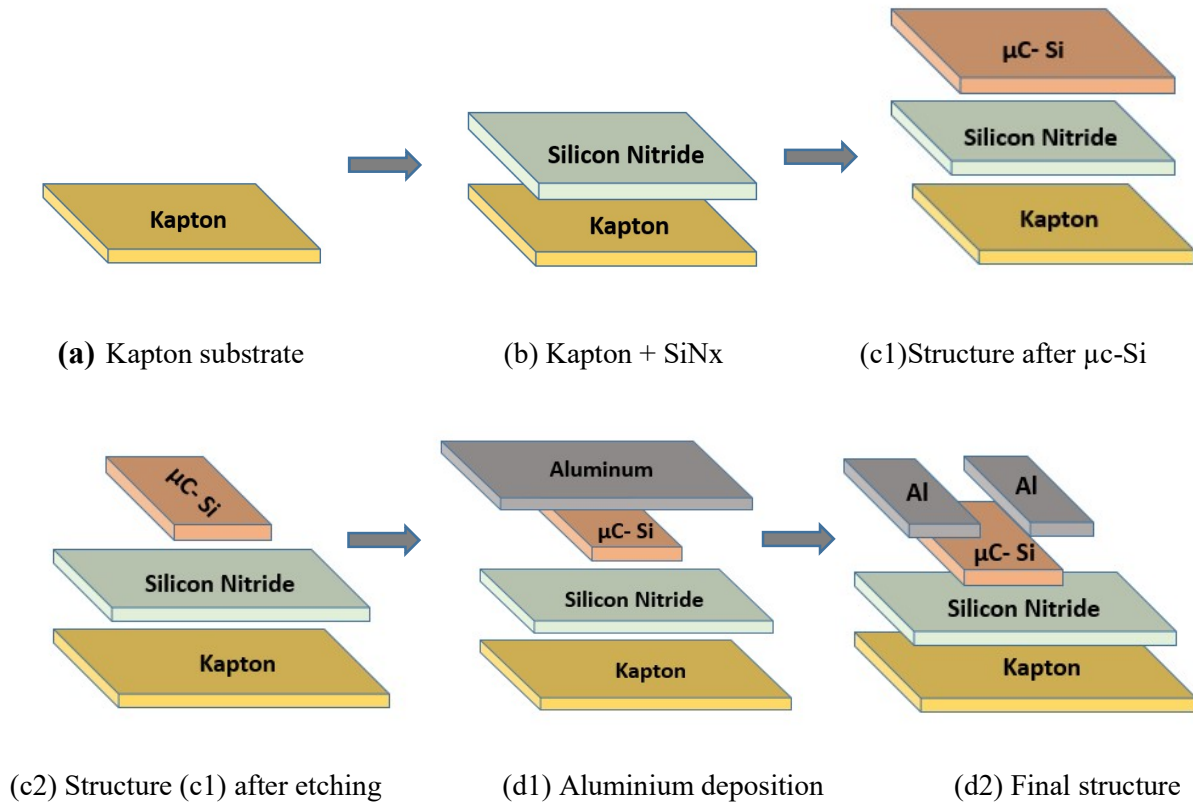 Kapton
Silicon Nitride
Kapton
µC- Si
Silicon Nitride
Kapton
(a) Kapton substrate
(b) Kapton + SiNx
(c1)Structure after µc-Si
µC- Si
Silicon Nitride
Kapton
Aluminum
µC- Si
Silicon Nitride
Kapton
Al
Al
µC- Si
Silicon Nitride
Kapton
(c2) Structure (c1) after etching
(d1) Aluminium deposition
(d2) Final structure